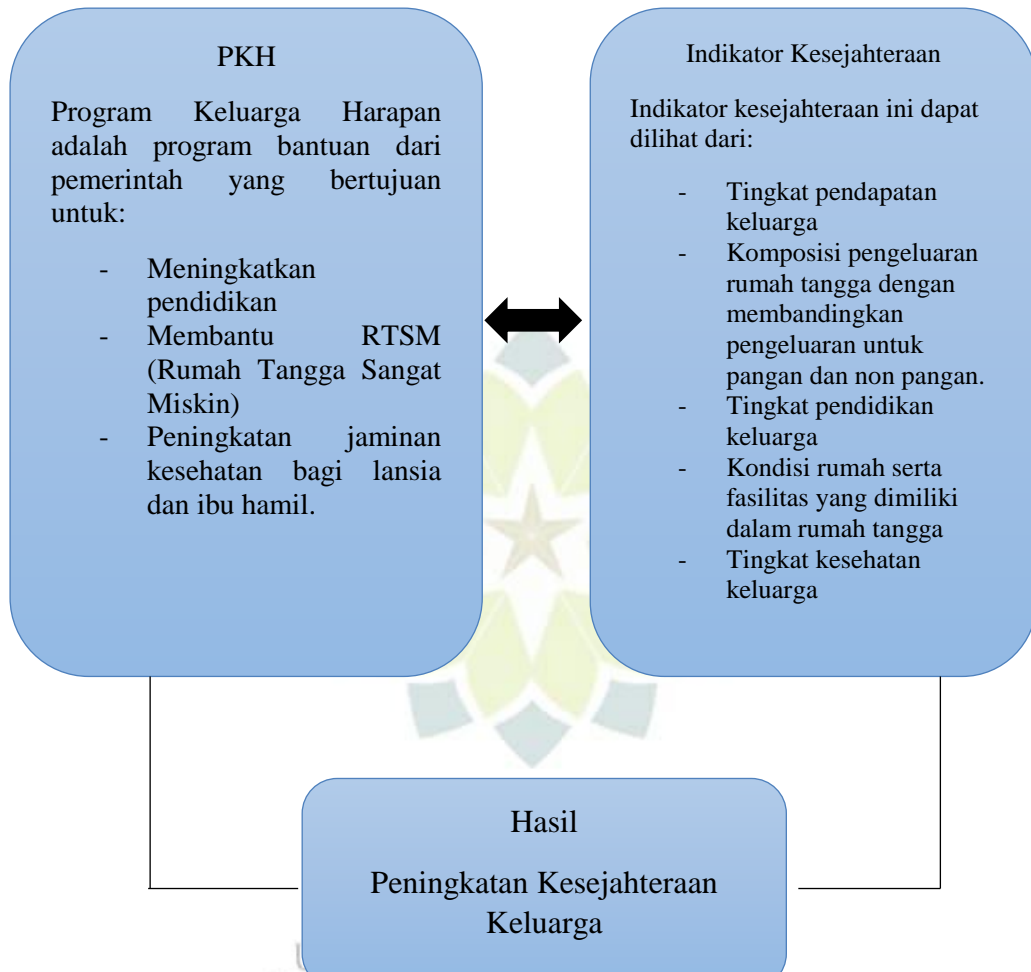 PKH
Program Keluarga Harapan
adalah program bantuan dari
pemerintah yang bertujuan
untuk:
- Meningkatkan
pendidikan
- Membantu RTSM
(Rumah Tangga Sangat
Miskin)
- Peningkatan jaminan
kesehatan bagi lansia
dan ibu hamil.
Indikator Kesejahteraan
Indikator kesejahteraan ini dapat
dilihat dari:
- Tingkat pendapatan
keluarga
- Komposisi pengeluaran
rumah tangga dengan
membandingkan
pengeluaran untuk
pangan dan non pangan.
- Tingkat pendidikan
keluarga
- Kondisi rumah serta
fasilitas yang dimiliki
dalam rumah tangga
- Tingkat kesehatan
keluarga
Hasil
Peningkatan Kesejahteraan
Keluarga